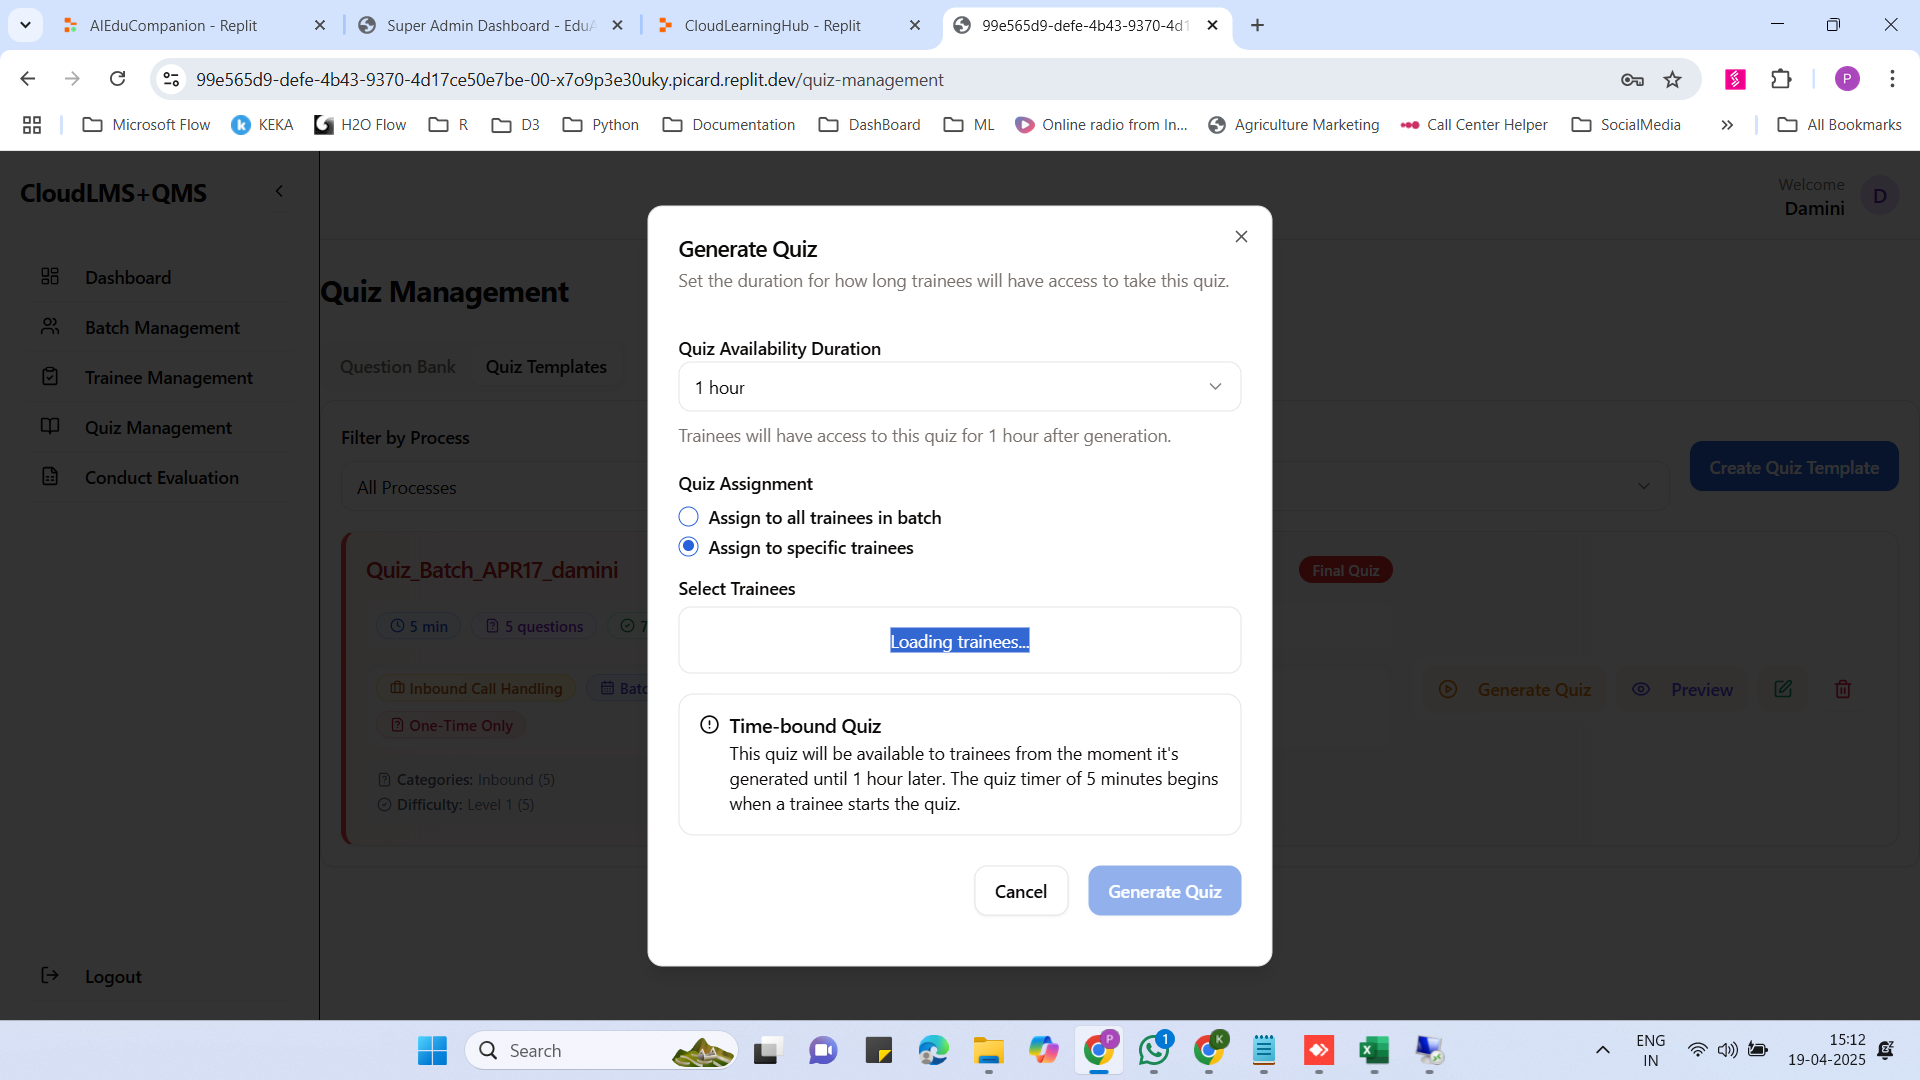 AIEduCompanion - Replit
Super Admin Dashboard - EduA
CloudLearningHub - Replit
99e565d9-defe-4b43-9370-4d1
99e565d9-defe-4b43-9370-4d17ce50e7be-00-x7o9p3e30uky.picard.replit.dev/quiz-management
P
Microsoft Flow
KEKA
H2O Flow
R
D3
Python
Documentation
DashBoard
ML
Online radio from In...
Agriculture Marketing
Call Center Helper
SocialMedia
All Bookmarks
CloudLMS+QMS
Welcome
Damini
D
Dashboard
Batch Management
Trainee Management
Quiz Management
Conduct Evaluation
Logout
Quiz Management
Question Bank
Quiz Templates
Filter by Process
All Processes
Create Quiz Template
Quiz_Batch_APR17_damini
Final Quiz
5 min
5 questions
7
Inbound Call Handling
Batc
One-Time Only
Categories: Inbound (5)
Difficulty: Level 1 (5)
Generate Quiz
Preview
Generate Quiz
Set the duration for how long trainees will have access to take this quiz.
Quiz Availability Duration
1 hour
Trainees will have access to this quiz for 1 hour after generation.
Quiz Assignment
Assign to all trainees in batch
Assign to specific trainees
Select Trainees
Loading trainees...
Time-bound Quiz
This quiz will be available to trainees from the moment it's
generated until 1 hour later. The quiz timer of 5 minutes begins
when a trainee starts the quiz.
Cancel
Generate Quiz
Search
P
1
K
ENG
IN
15:12
19-04-2025